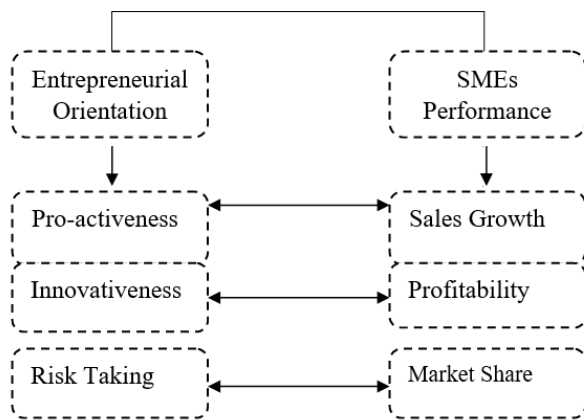 Entrepreneurial
Orientation
SMEs
Performance
Pro-activeness
Sales Growth
Innovativeness
Profitability
Risk Taking
Market Share